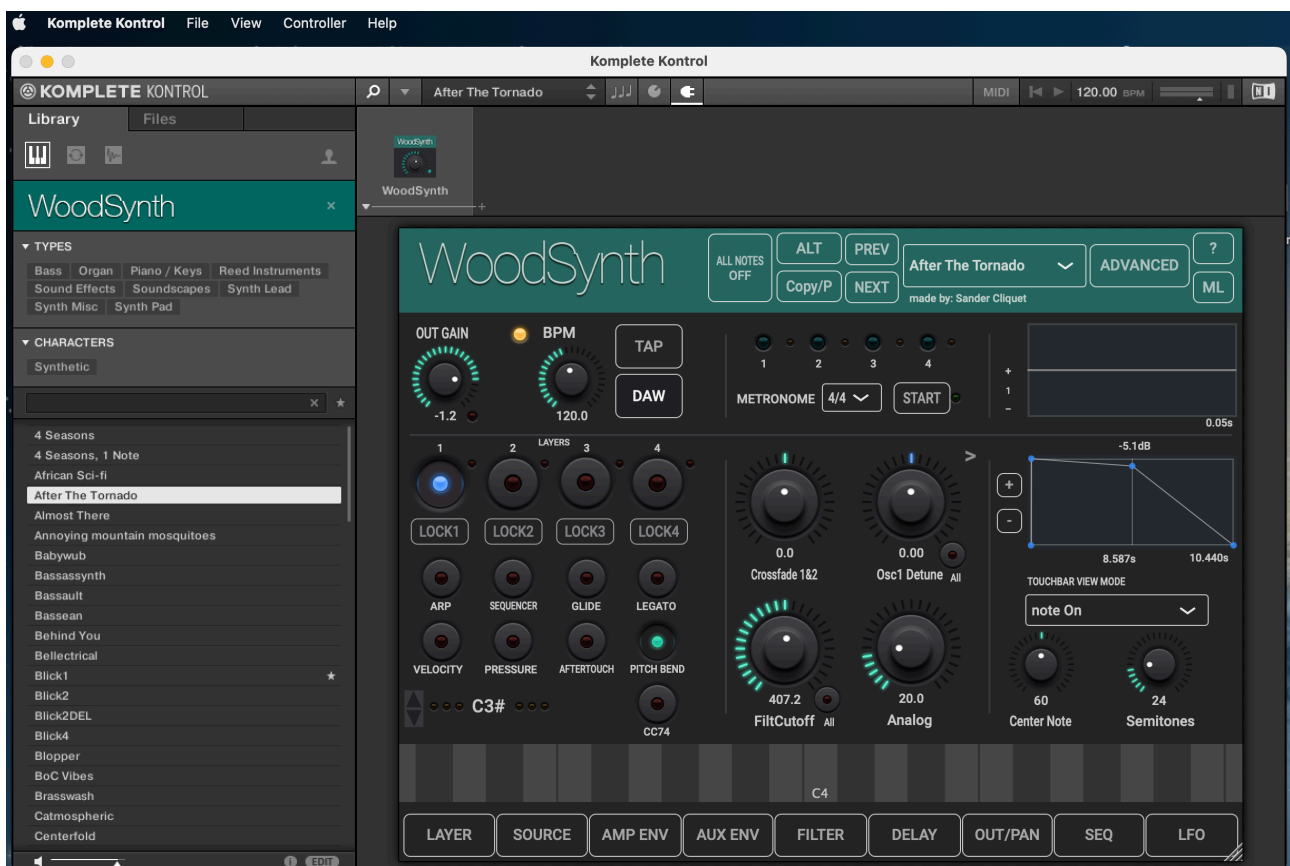 Komplete Kontrol File View Controller Help
Komplete Kontrol
KOMPLETE KONTROL
After The Tornado
MIDI
120.00 BPM
NI
Library Files
WoodSynth ×
TYPES
Bass Organ Piano / Keys Reed Instruments
Sound Effects Soundscapes Synth Lead
Synth Misc Synth Pad
CHARACTERS
Synthetic
×
4 Seasons
4 Seasons, 1 Note
African Sci-fi
After The Tornado
Almost There
Annoying mountain mosquitoes
Babywub
Bassassynth
Bassault
Bassean
Behind You
Bellectrical
Blick1
Blick2
Blick2DEL
Blick4
Blopper
BoC Vibes
Brasswash
Catmospheric
Centerfold
i EDIT
WoodSynth
WoodSynth
+
WoodSynth
ALL NOTES
OFF
ALT PREV
Copy/P NEXT
After The Tornado
made by: Sander Cliquet
ADVANCED
?
ML
OUT GAIN
-1.2
BPM
120.0
TAP
DAW
1 2 3 4
METRONOME 4/4 START
+
1
-
0.05s
LAYERS
1 2 3 4
LOCK1 LOCK2 LOCK3 LOCK4
ARP SEQUENCER GLIDE LEGATO
VELOCITY PRESSURE AFTERTOUCH PITCH BEND
C3#
CC74
>
0.0 0.00
Crossfade 1&2 Osc1 Detune All
407.2 20.0
FiltCutoff All Analog
-5.1dB
+
-
8.587s 10.440s
TOUCHBAR VIEW MODE
note On
60 24
Center Note Semitones
C4
LAYER SOURCE AMP ENV AUX ENV FILTER DELAY OUT/PAN SEQ LFO